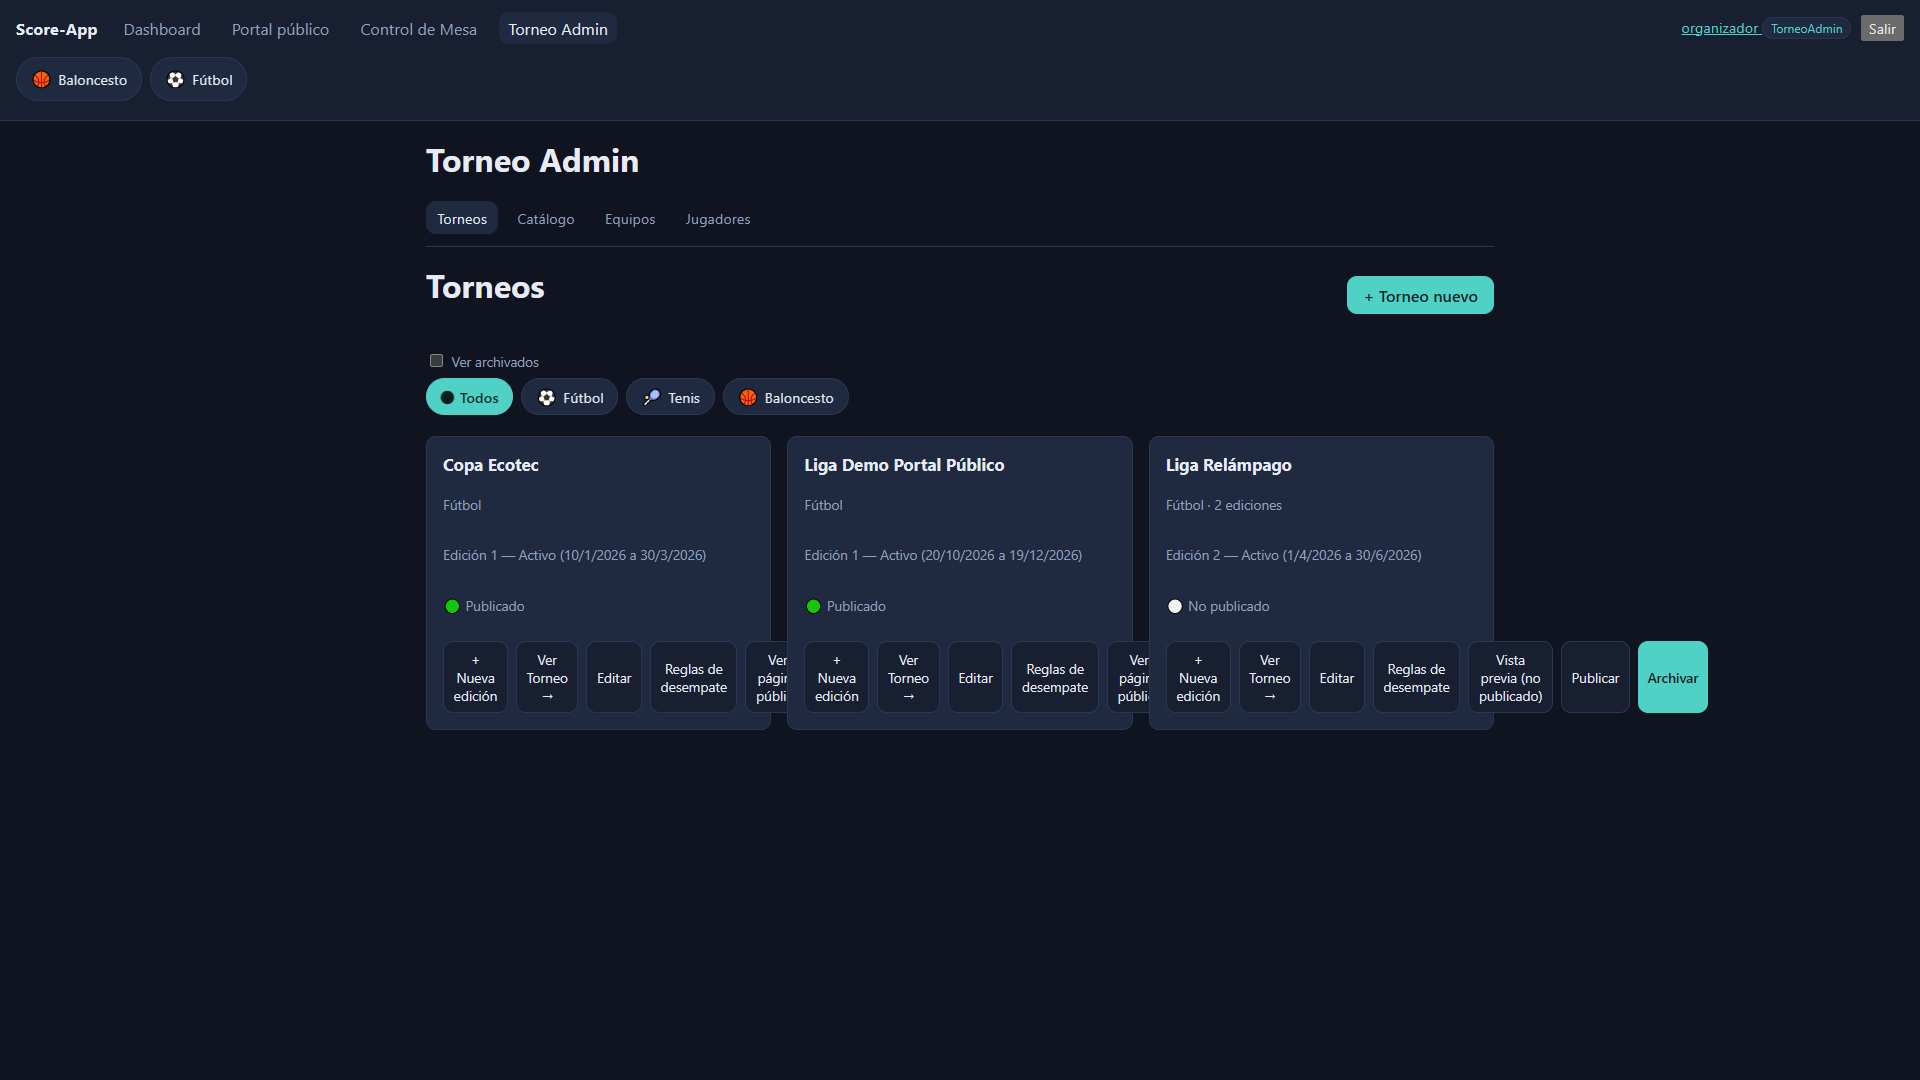 Score-App Dashboard Portal público Control de Mesa Torneo Admin organizador TorneoAdmin Salir
Baloncesto Fútbol
Torneo Admin
Torneos Catálogo Equipos Jugadores
Torneos
+ Torneo nuevo
Ver archivados
Todos Fútbol Tenis Baloncesto
Copa Ecotec
Fútbol
Edición 1 — Activo (10/1/2026 a 30/3/2026)
Publicado
+
Nueva
edición
Ver
Torneo
→
Editar
Reglas de
desempate
Ver
Liga Demo Portal Público
Fútbol
Edición 1 — Activo (20/10/2026 a 19/12/2026)
Publicado
+
Nueva
edición
Ver
Torneo
→
Editar
Reglas de
desempate
Ver
Liga Relámpago
Fútbol · 2 ediciones
Edición 2 — Activo (1/4/2026 a 30/6/2026)
No publicado
+
Nueva
edición
Ver
Torneo
→
Editar
Reglas de
desempate
Vista
previa (no
publicado)
Publicar
Archivar